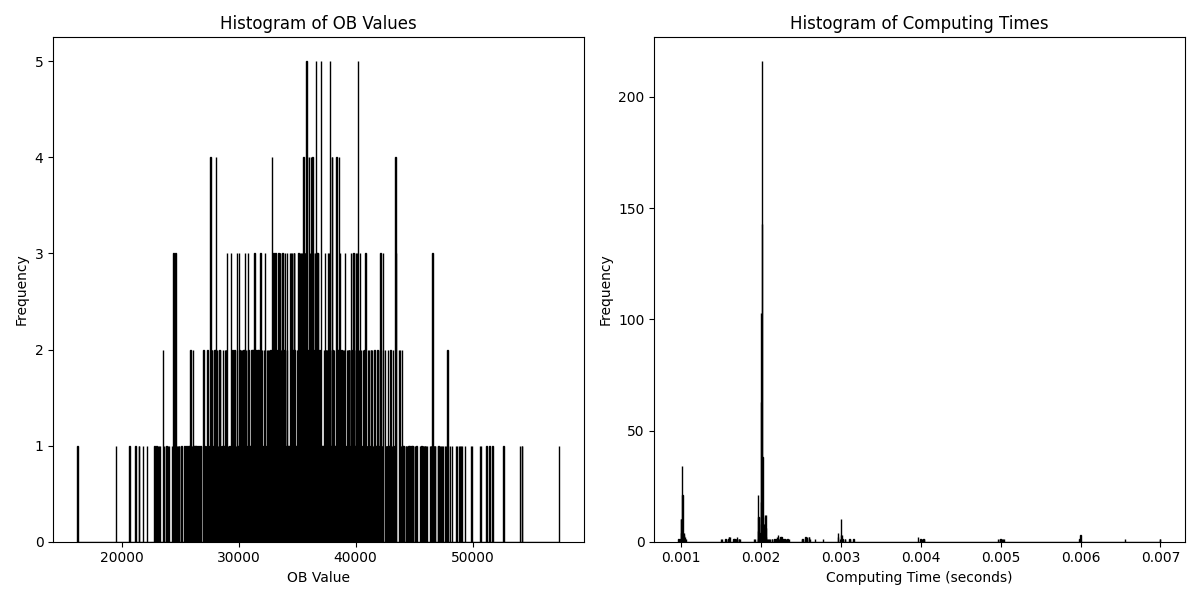 Histogram of OB Values
Frequency
5
4
3
2
1
0
20000 30000 40000 50000
OB Value
Histogram of Computing Times
Frequency
200
150
100
50
0
0.001 0.002 0.003 0.004 0.005 0.006 0.007
Computing Time (seconds)